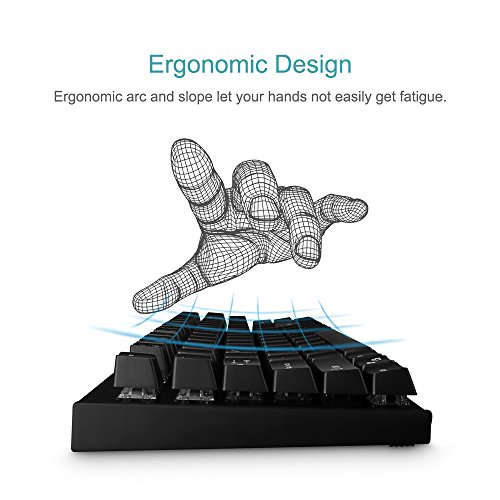 Ergonomic Design
Ergonomic arc and slope let your hands not easily get fatigue.